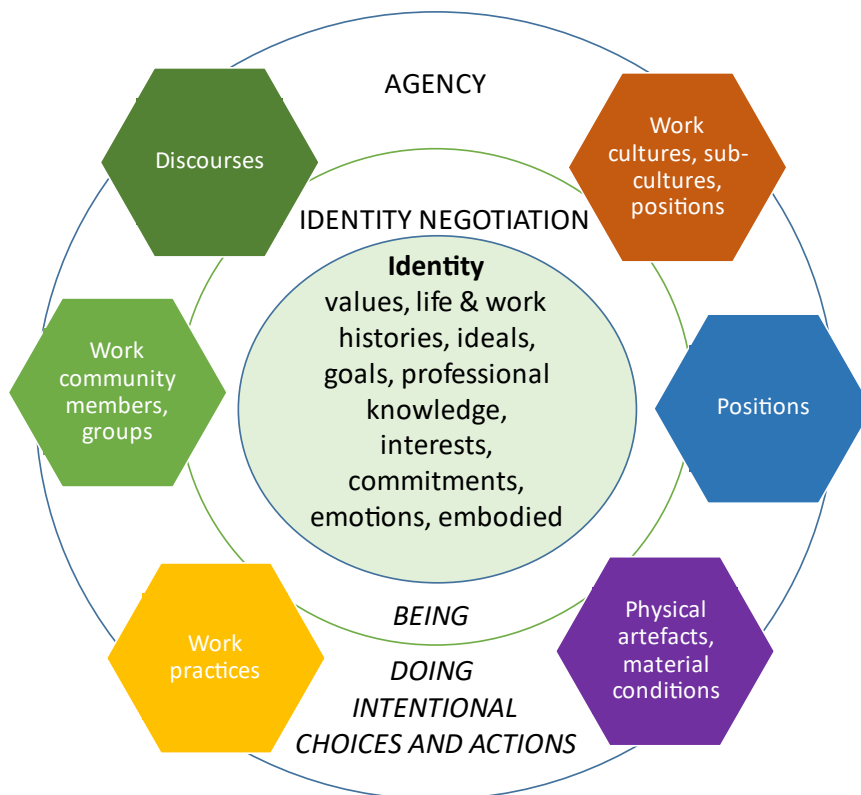 AGENCY
Discourses
Work
cultures, sub-
cultures,
positions
IDENTITY NEGOTIATION
Identity
values, life & work
histories, ideals,
goals, professional
knowledge,
interests,
commitments,
emotions, embodied
Work
community
members,
groups
Positions
BEING
Work
practices
Physical
artefacts,
material
conditions
DOING
INTENTIONAL
CHOICES AND ACTIONS